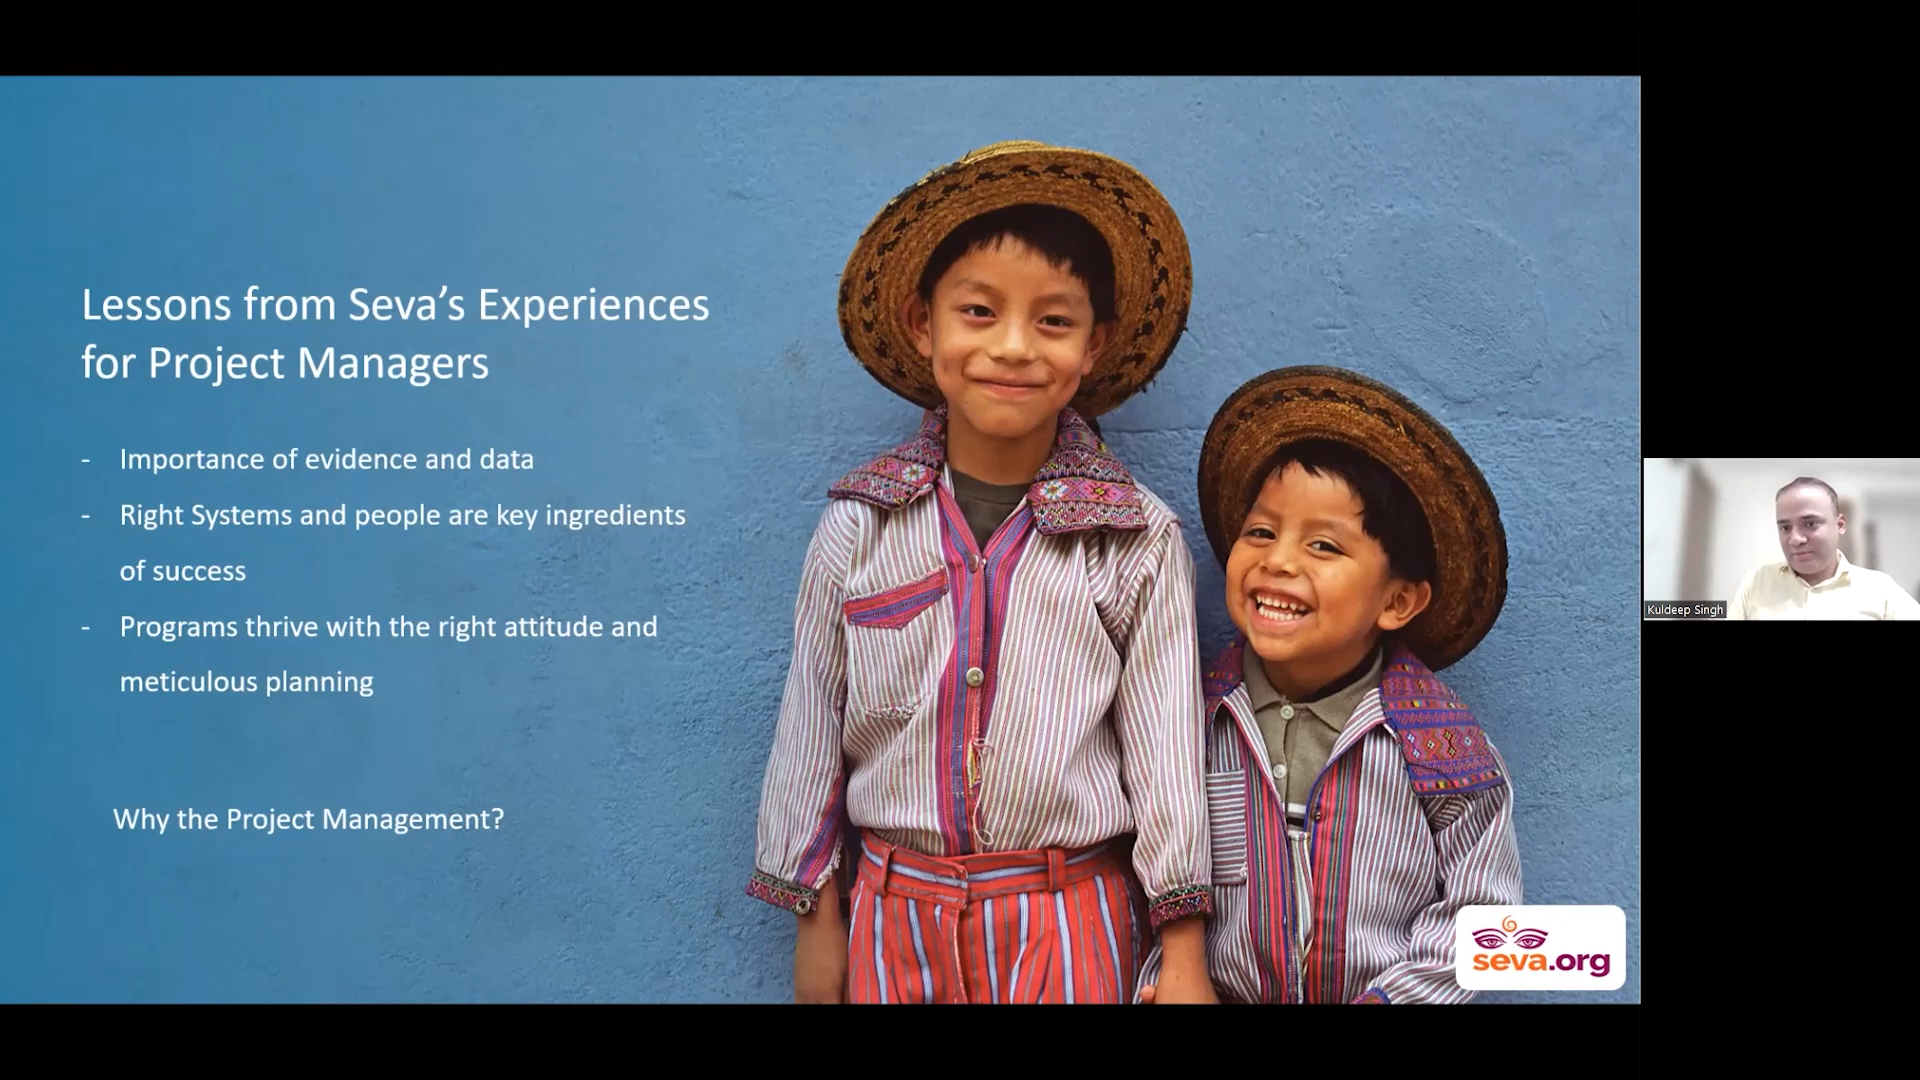 Lessons from Seva’s Experiences
for Project Managers
- Importance of evidence and data
- Right Systems and people are key ingredients
of success
- Programs thrive with the right attitude and
meticulous planning
Why the Project Management?
seva.org
Kuldeep Singh